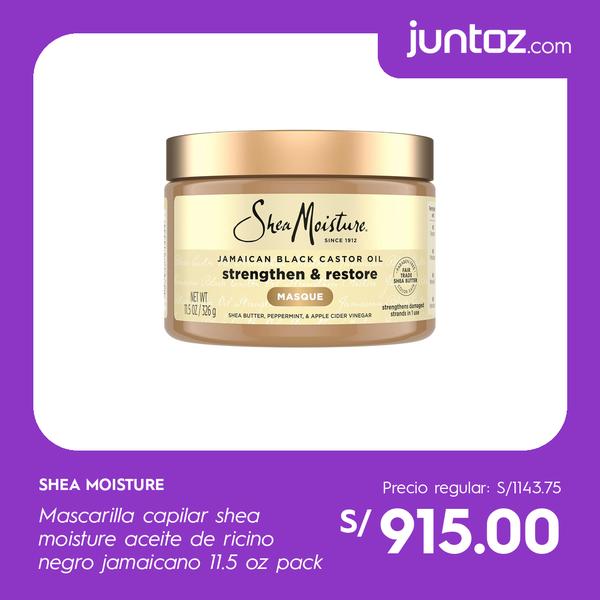 juntoz.com
Shea Moisture®
SINCE 1912
JAMAICAN BLACK CASTOR OIL
strengthen & restore
MASQUE
NET WT
11.5 OZ / 326 g
SHEA BUTTER, PEPPERMINT, & APPLE CIDER VINEGAR
FAIR
TRADE
SHEA BUTTER
strengthens damaged
strands in 1 use
SHEA MOISTURE
Mascarilla capilar shea
moisture aceite de ricino
negro jamaicano 11.5 oz pack
Precio regular: S/1143.75
S/ 915.00